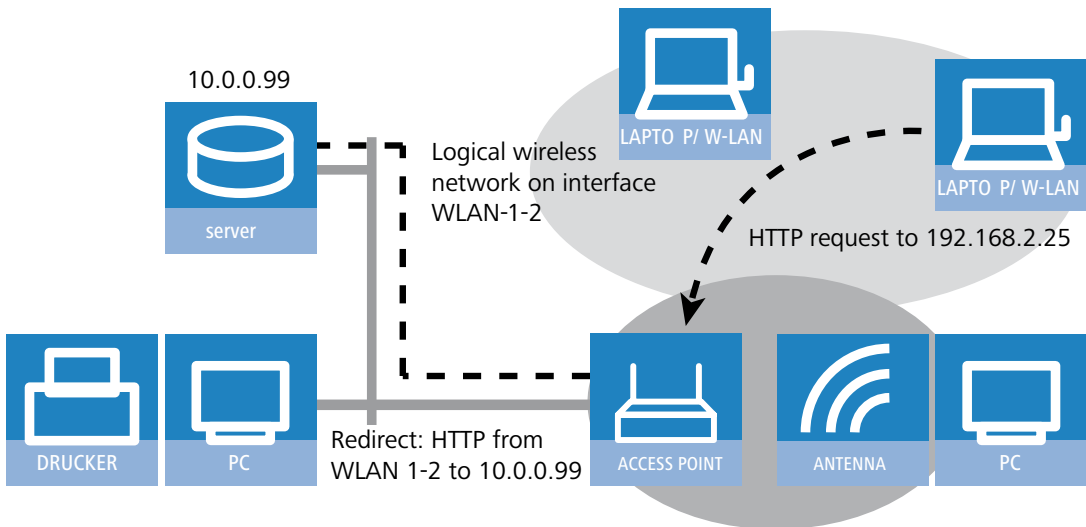 10.0.0.99
server
Logical wireless
network on interface
WLAN-1-2
LAPTO P/ W-LAN
LAPTO P/ W-LAN
HTTP request to 192.168.2.25
DRUCKER
PC
Redirect: HTTP from
WLAN 1-2 to 10.0.0.99
ACCESS POINT
ANTENNA
PC